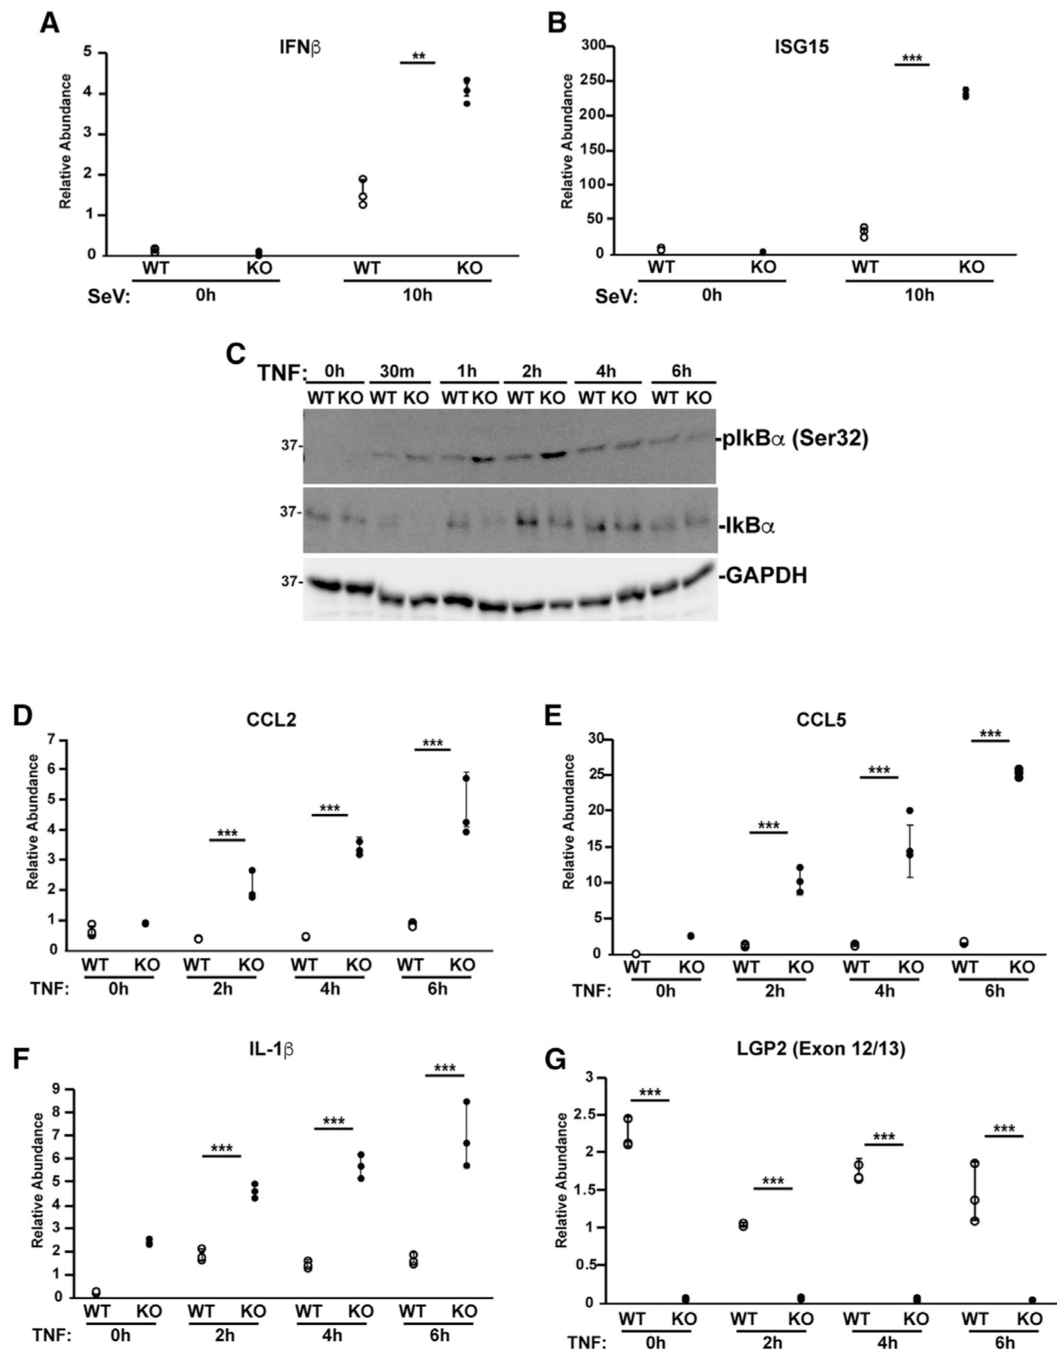 A
IFNβ
**
Relative Abundance
5
4
3
2
1
0
WT KO WT KO
SeV: 0h 10h
B
ISG15
***
Relative Abundance
300
250
200
150
100
50
0
WT KO WT KO
SeV: 0h 10h
C
TNF: 0h 30m 1h 2h 4h 6h
WT KO WT KO WT KO WT KO WT KO WT KO
37- -pIkBα (Ser32)
37- -IkBα
37- -GAPDH
D
CCL2
*** *** ***
Relative Abundance
7
6
5
4
3
2
1
0
WT KO WT KO WT KO WT KO
TNF: 0h 2h 4h 6h
E
CCL5
*** *** ***
Relative Abundance
30
25
20
15
10
5
0
WT KO WT KO WT KO WT KO
TNF: 0h 2h 4h 6h
F
IL-1β
*** *** ***
Relative Abundance
9
8
7
6
5
4
3
2
1
0
WT KO WT KO WT KO WT KO
TNF: 0h 2h 4h 6h
G
LGP2 (Exon 12/13)
*** *** *** ***
Relative Abundance
3
2.5
2
1.5
1
0.5
0
WT KO WT KO WT KO WT KO
TNF: 0h 2h 4h 6h